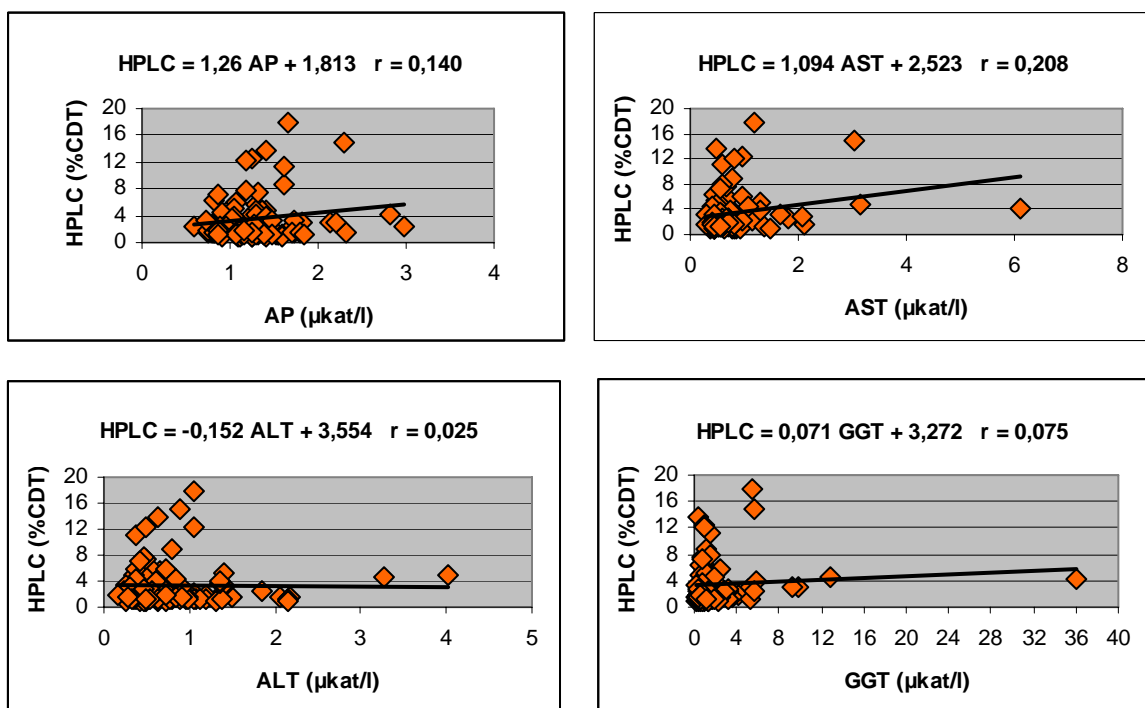 HPLC = 1,26 AP + 1,813 r = 0,140
HPLC (%CDT)
20
16
12
8
4
0
0 1 2 3 4
AP (µkat/l)
HPLC = 1,094 AST + 2,523 r = 0,208
HPLC (%CDT)
20
16
12
8
4
0
0 2 4 6 8
AST (µkat/l)
HPLC = -0,152 ALT + 3,554 r = 0,025
HPLC (%CDT)
20
16
12
8
4
0
0 1 2 3 4 5
ALT (µkat/l)
HPLC = 0,071 GGT + 3,272 r = 0,075
HPLC (%CDT)
20
16
12
8
4
0
0 4 8 12 16 20 24 28 32 36 40
GGT (µkat/l)